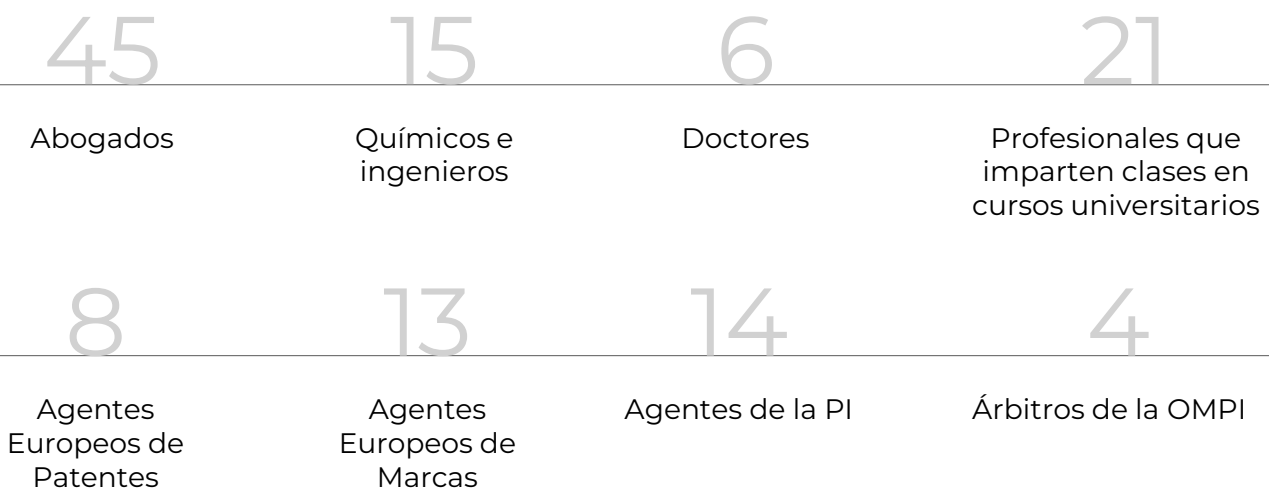 45
Abogados
15
Químicos e
ingenieros
6
Doctores
21
Profesionales que
imparten clases en
cursos universitarios
8
Agentes
Europeos de
Patentes
13
Agentes
Europeos de
Marcas
14
Agentes de la PI
4
Árbitros de la OMPI